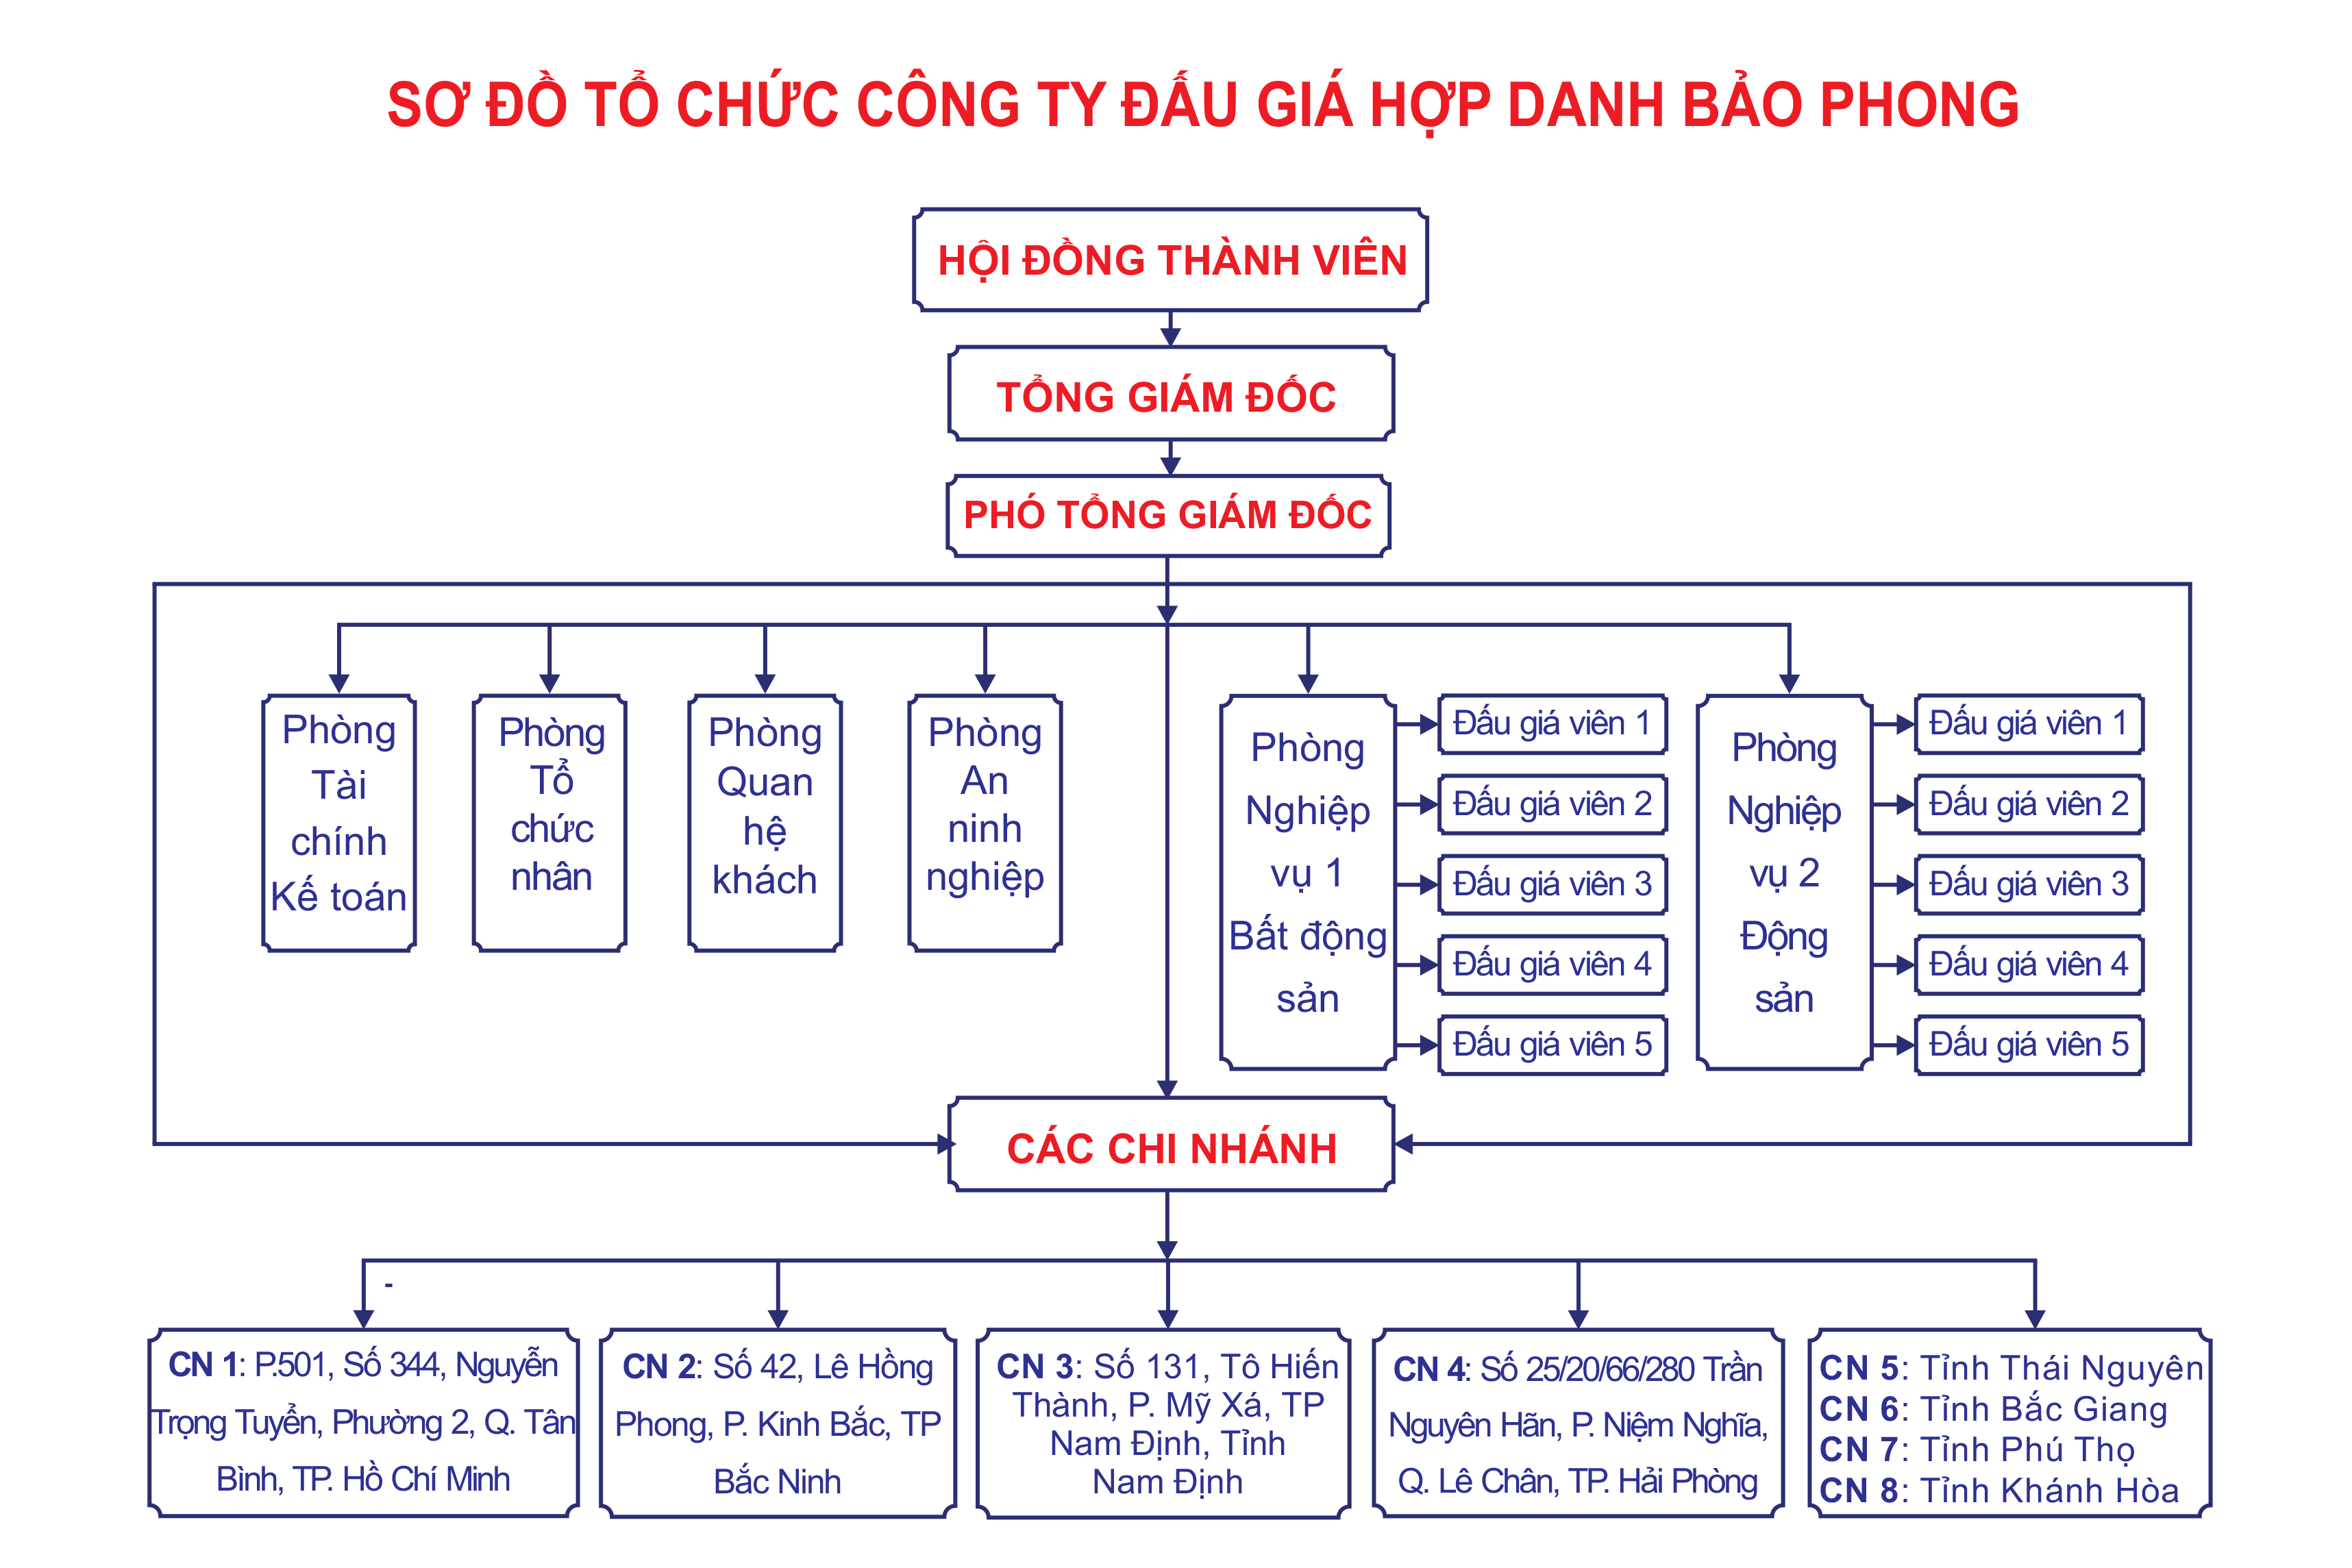 SƠ ĐỒ TỔ CHỨC CÔNG TY ĐẤU GIÁ HỢP DANH BẢO PHONG
HỘI ĐỒNG THÀNH VIÊN
TỔNG GIÁM ĐỐC
PHÓ TỔNG GIÁM ĐỐC
Phòng
Tài
chính
Kế toán
Phòng
Tổ
chức
nhân
Phòng
Quan
hệ
khách
Phòng
An
ninh
nghiệp
Phòng
Nghiệp
vụ 1
Bất động
sản
Đấu giá viên 1
Đấu giá viên 2
Đấu giá viên 3
Đấu giá viên 4
Đấu giá viên 5
Phòng
Nghiệp
vụ 2
Động
sản
Đấu giá viên 1
Đấu giá viên 2
Đấu giá viên 3
Đấu giá viên 4
Đấu giá viên 5
CÁC CHI NHÁNH
-
CN 1: P.501, Số 344, Nguyễn
Trọng Tuyển, Phường 2, Q. Tân
Bình, TP. Hồ Chí Minh
CN 2: Số 42, Lê Hồng
Phong, P. Kinh Bắc, TP
Bắc Ninh
CN 3: Số 131, Tô Hiến
Thành, P. Mỹ Xá, TP
Nam Định, Tỉnh
Nam Định
CN 4: Số 25/20/66/280 Trần
Nguyên Hãn, P. Niệm Nghĩa,
Q. Lê Chân, TP. Hải Phòng
CN 5: Tỉnh Thái Nguyên
CN 6: Tỉnh Bắc Giang
CN 7: Tỉnh Phú Thọ
CN 8: Tỉnh Khánh Hòa